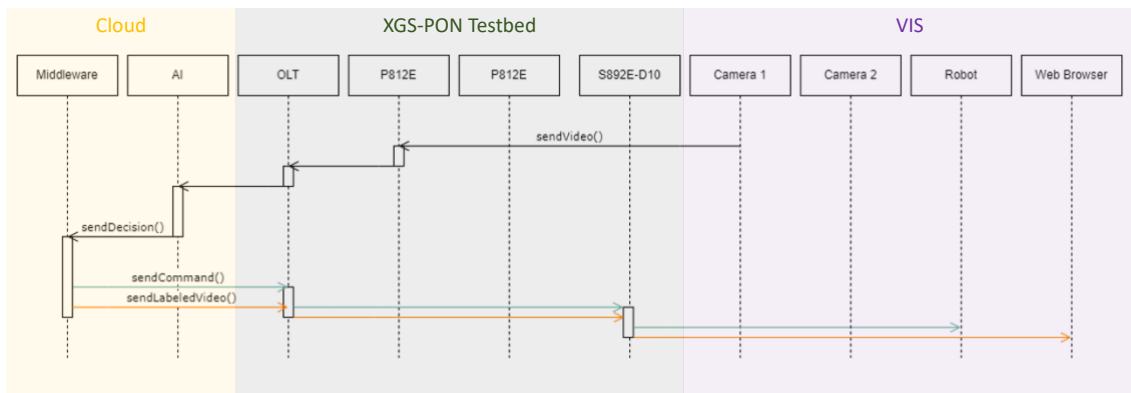 Cloud
XGS-PON Testbed
VIS
Middleware
AI
OLT
P812E
P812E
S892E-D10
Camera 1
Camera 2
Robot
Web Browser
sendVideo()
sendDecision()
sendCommand()
sendLabeledVideo()